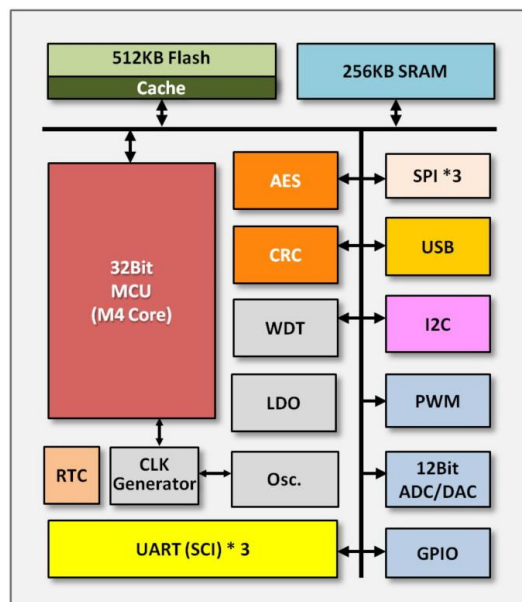 512KB Flash
Cache
256KB SRAM
32Bit
MCU
(M4 Core)
AES
SPI *3
CRC
USB
WDT
I2C
LDO
PWM
RTC
CLK
Generator
Osc.
12Bit
ADC/DAC
UART (SCI) * 3
GPIO